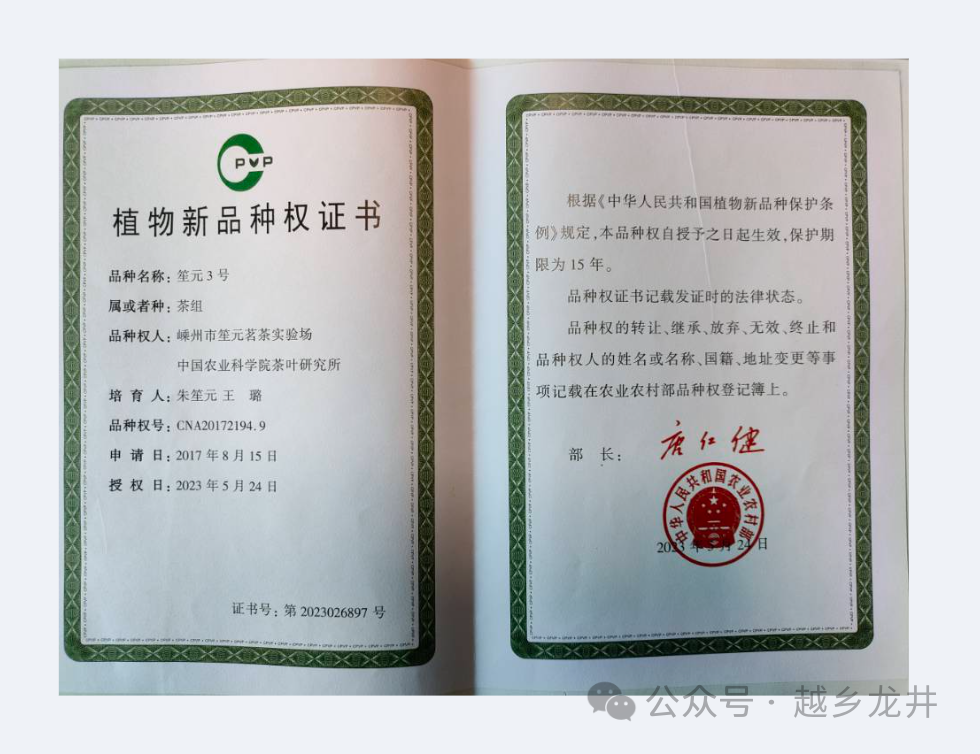 PVP
植物新品种权证书
品种名称：笙元3号
属或者种：茶组
品种权人：嵊州市笙元茗茶实验场
中国农业科学院茶叶研究所
培育人：朱笙元 王 璐
品种权号：CNA20172194.9
申请日：2017年8月15日
授权日：2023年5月24日
证书号：第2023026897号
根据《中华人民共和国植物新品种保护条
例》规定，本品种权自授予之日起生效，保护期
限为15年。
品种权证书记载发证时的法律状态。
品种权的转让、继承、放弃、无效、终止和
品种权人的姓名或名称、国籍、地址变更等事
项记载在农业农村部品种权登记簿上。
部 长：
唐仁健
中华人民共和国农业农村部
2023年5月24日
公众号·越乡龙井